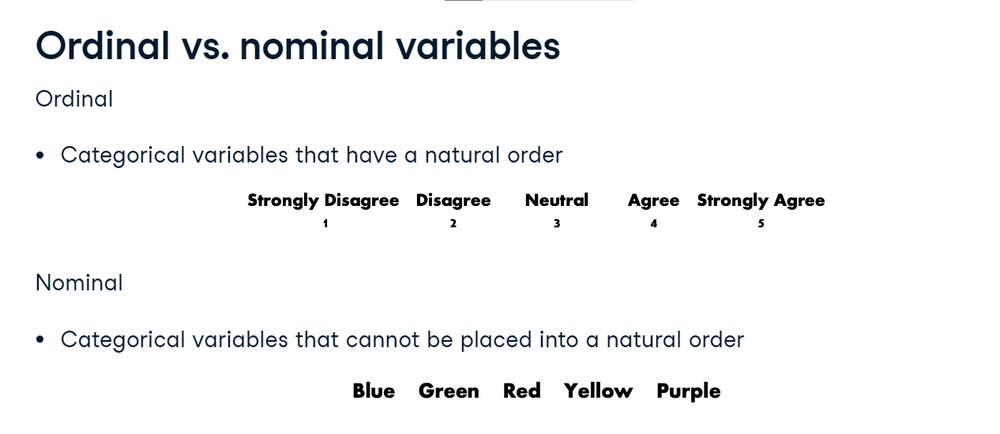 Ordinal vs. nominal variables
Ordinal
• Categorical variables that have a natural order
Strongly Disagree Disagree Neutral Agree Strongly Agree
1 2 3 4 5
Nominal
• Categorical variables that cannot be placed into a natural order
Blue Green Red Yellow Purple